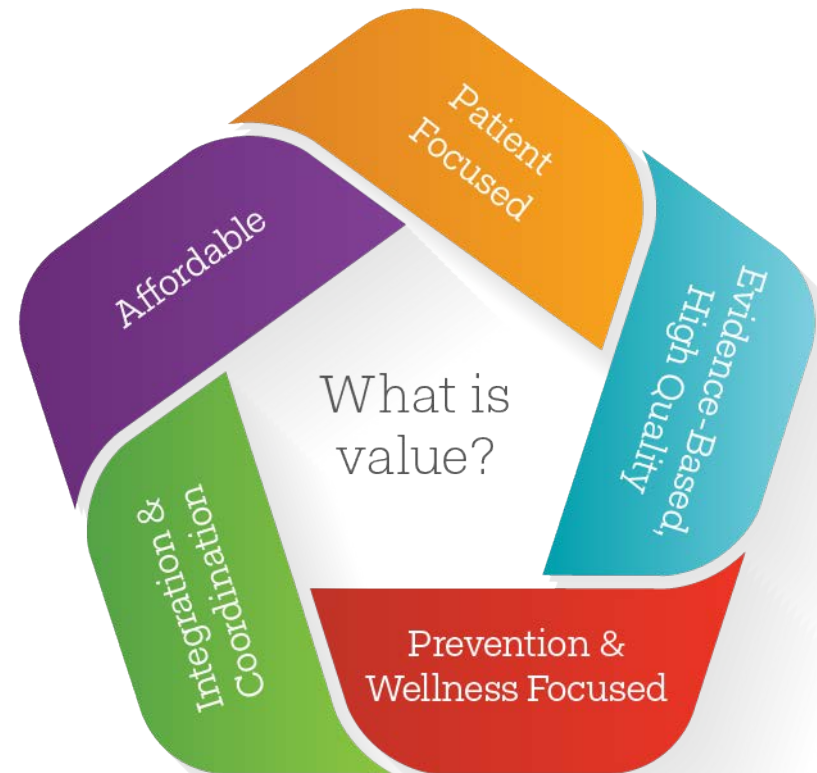 Patient
Focused
Evidence-Based,
High Quality
Prevention &
Wellness Focused
Integration &
Coordination
Affordable
What is
value?